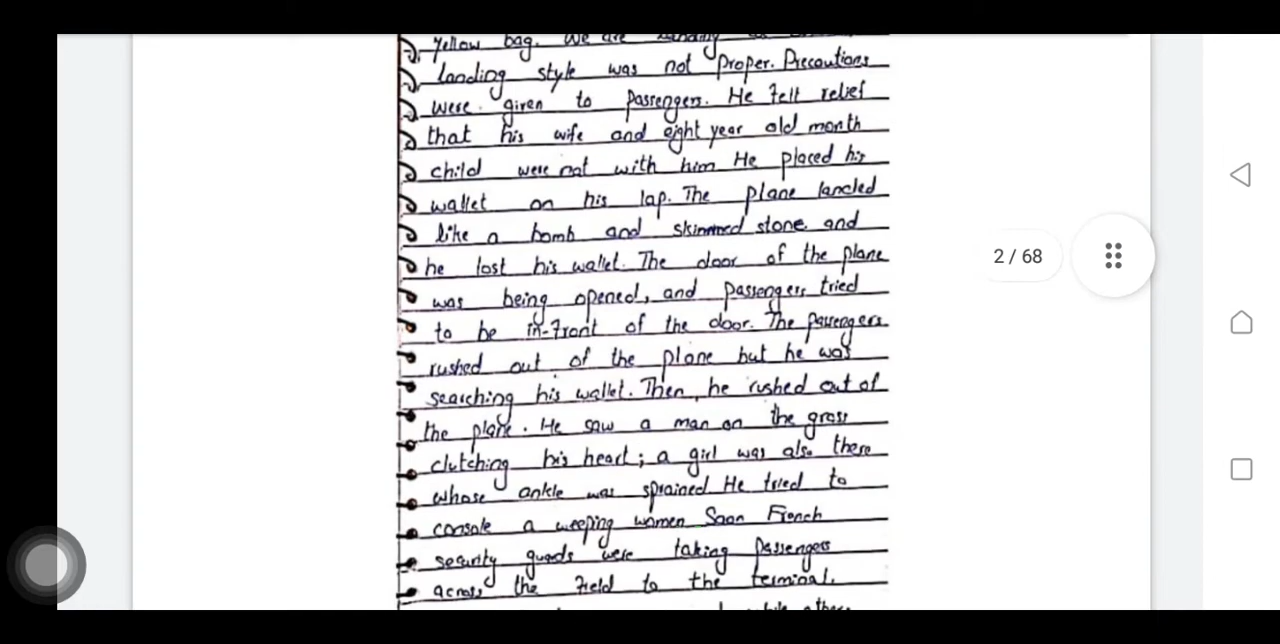 Yellow bag. We are
landing style was not proper. Precautions
were given to passengers. He felt relief
that his wife and eight year old month
child were not with him He placed his
wallet on his lap. The plane landed
like a bomb and skimmed stone and
he lost his wallet. The door of the plane
was being opened, and passengers tried
to be in-front of the door. The passengers
rushed out of the plane but he was
searching his wallet. Then, he rushed out of
the plane. He saw a man on the grass
clutching his heart; a girl was also there
whose ankle was sprained He tried to
console a weeping women Soon French
security guards were taking passengers
across the field to the terminal.
2 / 68